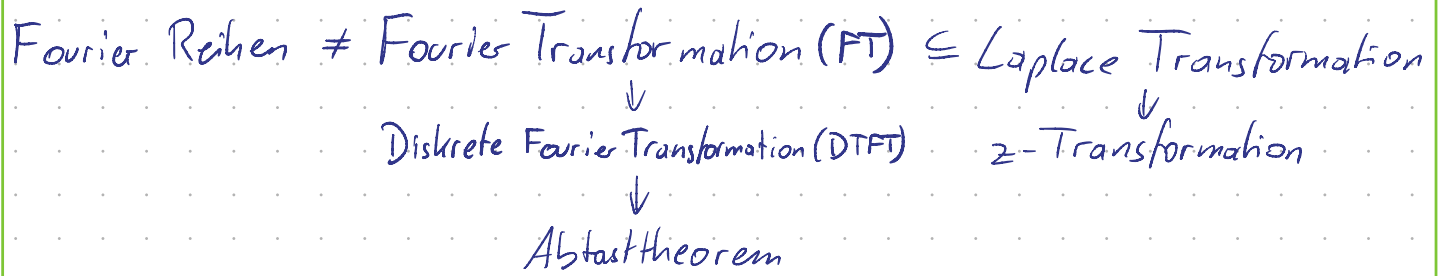 Fourier Reihen ≠ Fourier Transformation (FT) ⊆ Laplace Transformation
↓ ↓
Diskrete Fourier Transformation (DTFT) z-Transformation
↓
Abtasttheorem